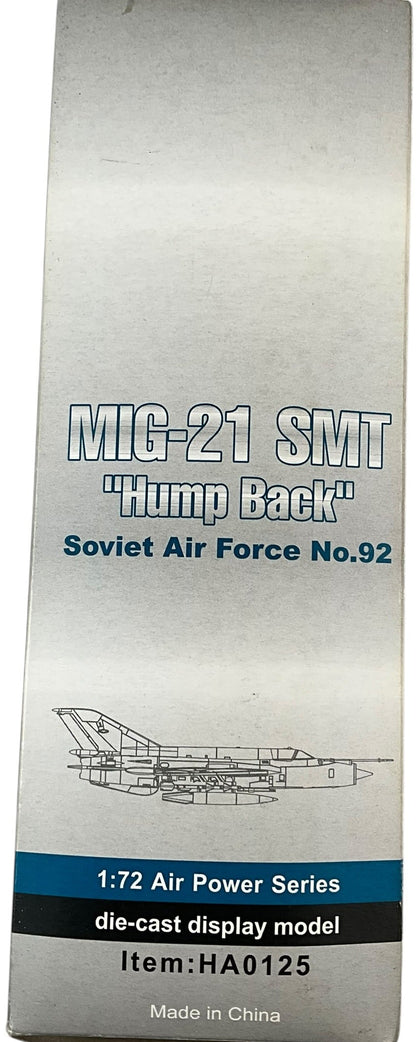 MIG-21 SMT
"Hump Back"
Soviet Air Force No.92
1:72 Air Power Series
die-cast display model
Item:HA0125
Made in China